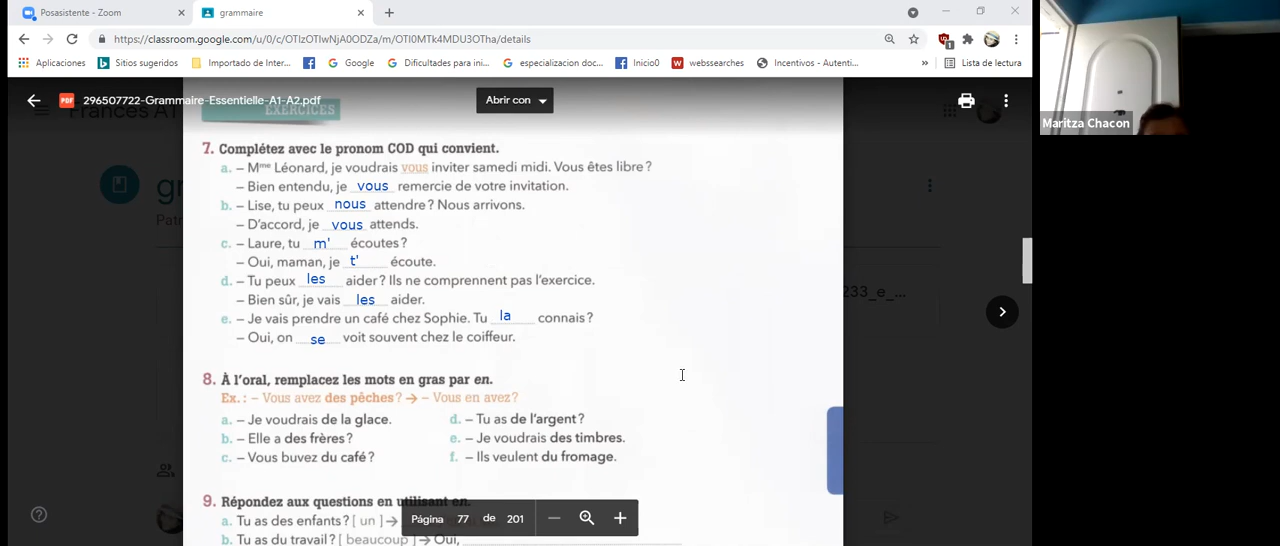 Posasistente - Zoom
grammaire
https://classroom.google.com/u/0/c/OTIzOTIwNjA0ODZa/m/OTI0MTk4MDU3OTha/details
Aplicaciones Sitios sugeridos Importado de Inter... Google Dificultades para ini... especializacion doc... Inicio0 webssearches Incentivos - Autenti... » Lista de lectura
PDF 296507722-Grammaire-Essentielle-A1-A2.pdf Abrir con
EXERCICES
7. Complétez avec le pronom COD qui convient.
a. – Mme Léonard, je voudrais vous inviter samedi midi. Vous êtes libre ?
– Bien entendu, je vous remercie de votre invitation.
b. – Lise, tu peux nous attendre ? Nous arrivons.
– D'accord, je vous attends.
c. – Laure, tu m' écoutes ?
– Oui, maman, je t' écoute.
d. – Tu peux les aider ? Ils ne comprennent pas l'exercice.
– Bien sûr, je vais les aider.
e. – Je vais prendre un café chez Sophie. Tu la connais ?
– Oui, on se voit souvent chez le coiffeur.
8. À l'oral, remplacez les mots en gras par en.
Ex. : – Vous avez des pêches ? → – Vous en avez ?
a. – Je voudrais de la glace.
b. – Elle a des frères ?
c. – Vous buvez du café ?
d. – Tu as de l'argent ?
e. – Je voudrais des timbres.
f. – Ils veulent du fromage.
9. Répondez aux questions en utilisant en.
a. Tu as des enfants ? [ un ] →
b. Tu as du travail ? [ beaucoup ] → Oui,
Página 77 de 201
Maritza Chacon